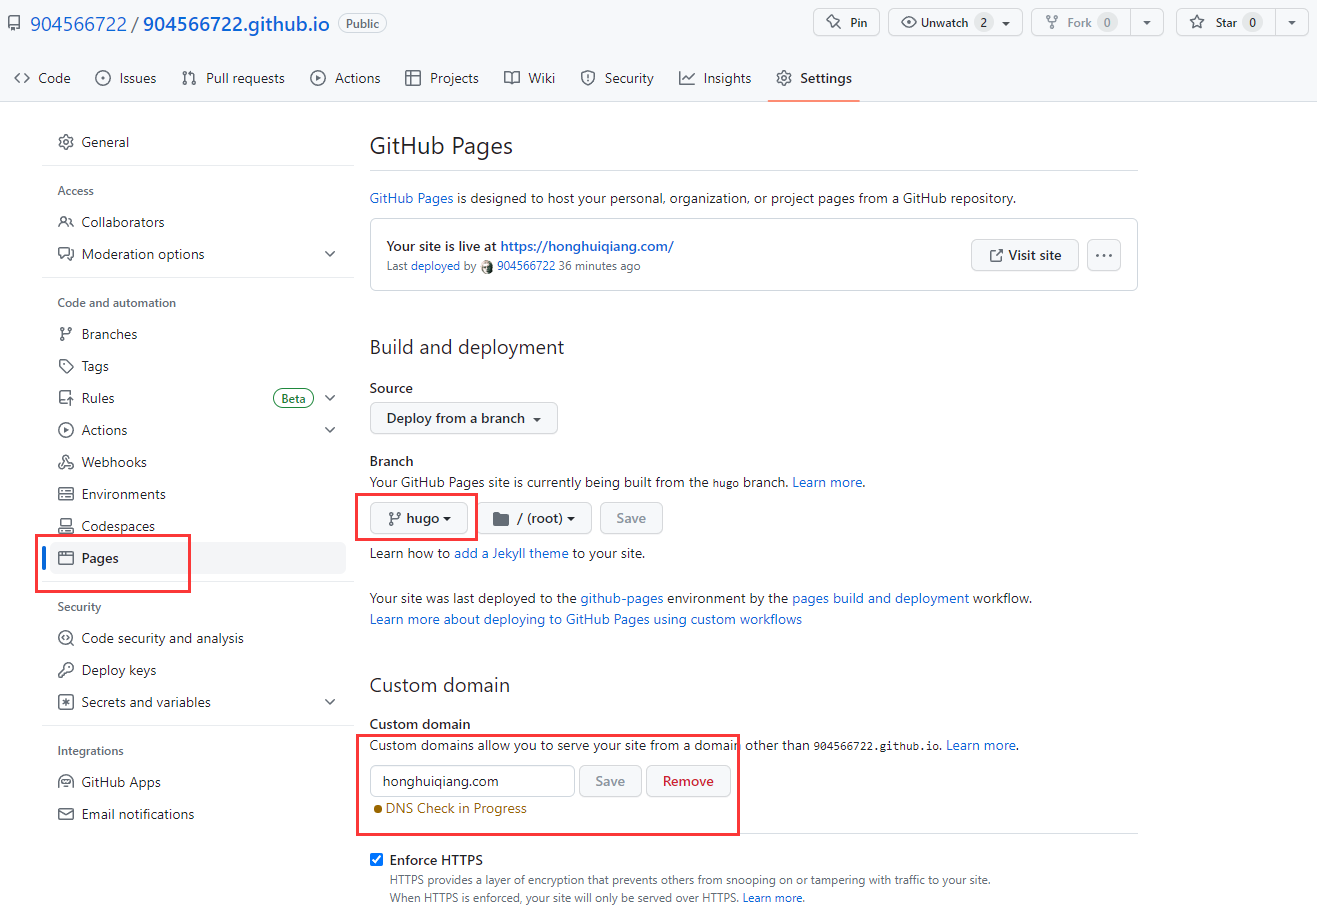 904566722 / 904566722.github.io Public Pin Unwatch 2 Fork 0 Star 0
Code Issues Pull requests Actions Projects Wiki Security Insights Settings
General
Access
Collaborators
Moderation options
Code and automation
Branches
Tags
Rules Beta
Actions
Webhooks
Environments
Codespaces
Pages
Security
Code security and analysis
Deploy keys
Secrets and variables
Integrations
GitHub Apps
Email notifications
GitHub Pages
GitHub Pages is designed to host your personal, organization, or project pages from a GitHub repository.
Your site is live at https://honghuiqiang.com/
Last deployed by 904566722 36 minutes ago
Visit site
Build and deployment
Source
Deploy from a branch
Branch
Your GitHub Pages site is currently being built from the hugo branch. Learn more.
hugo / (root) Save
Learn how to add a Jekyll theme to your site.
Your site was last deployed to the github-pages environment by the pages build and deployment workflow.
Learn more about deploying to GitHub Pages using custom workflows
Custom domain
Custom domain
Custom domains allow you to serve your site from a domain other than 904566722.github.io. Learn more.
honghuiqiang.com Save Remove
DNS Check in Progress
Enforce HTTPS
HTTPS provides a layer of encryption that prevents others from snooping on or tampering with traffic to your site.
When HTTPS is enforced, your site will only be served over HTTPS. Learn more.